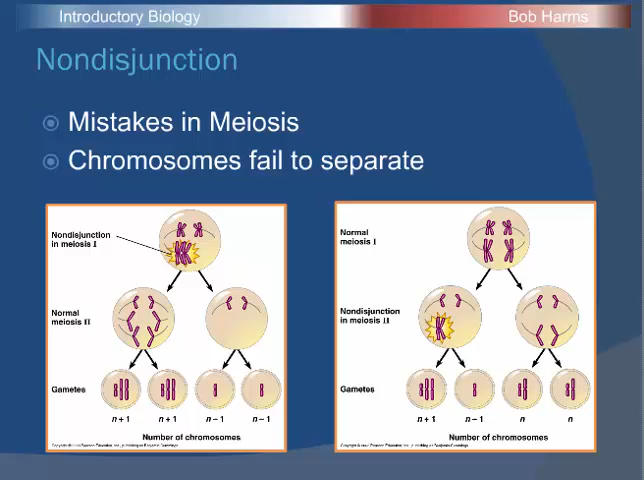 Introductory Biology
Bob Harms
Nondisjunction
Mistakes in Meiosis
Chromosomes fail to separate
Nondisjunction
in meiosis I
Normal
meiosis II
Gametes
n + 1
n + 1
n – 1
n – 1
Number of chromosomes
Normal
meiosis I
Nondisjunction
in meiosis II
Gametes
n + 1
n – 1
n
n
Number of chromosomes